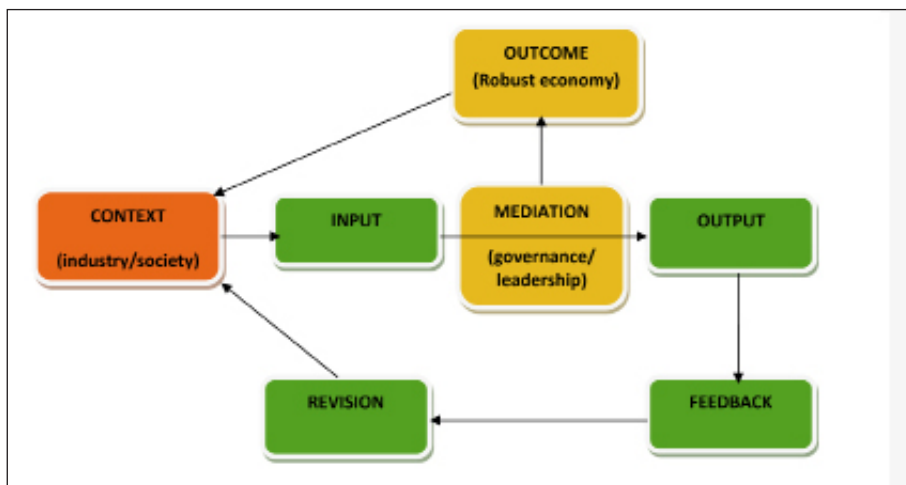 OUTCOME
(Robust economy)
CONTEXT
(industry/society)
INPUT
MEDIATION
(governance/
leadership)
OUTPUT
REVISION
FEEDBACK